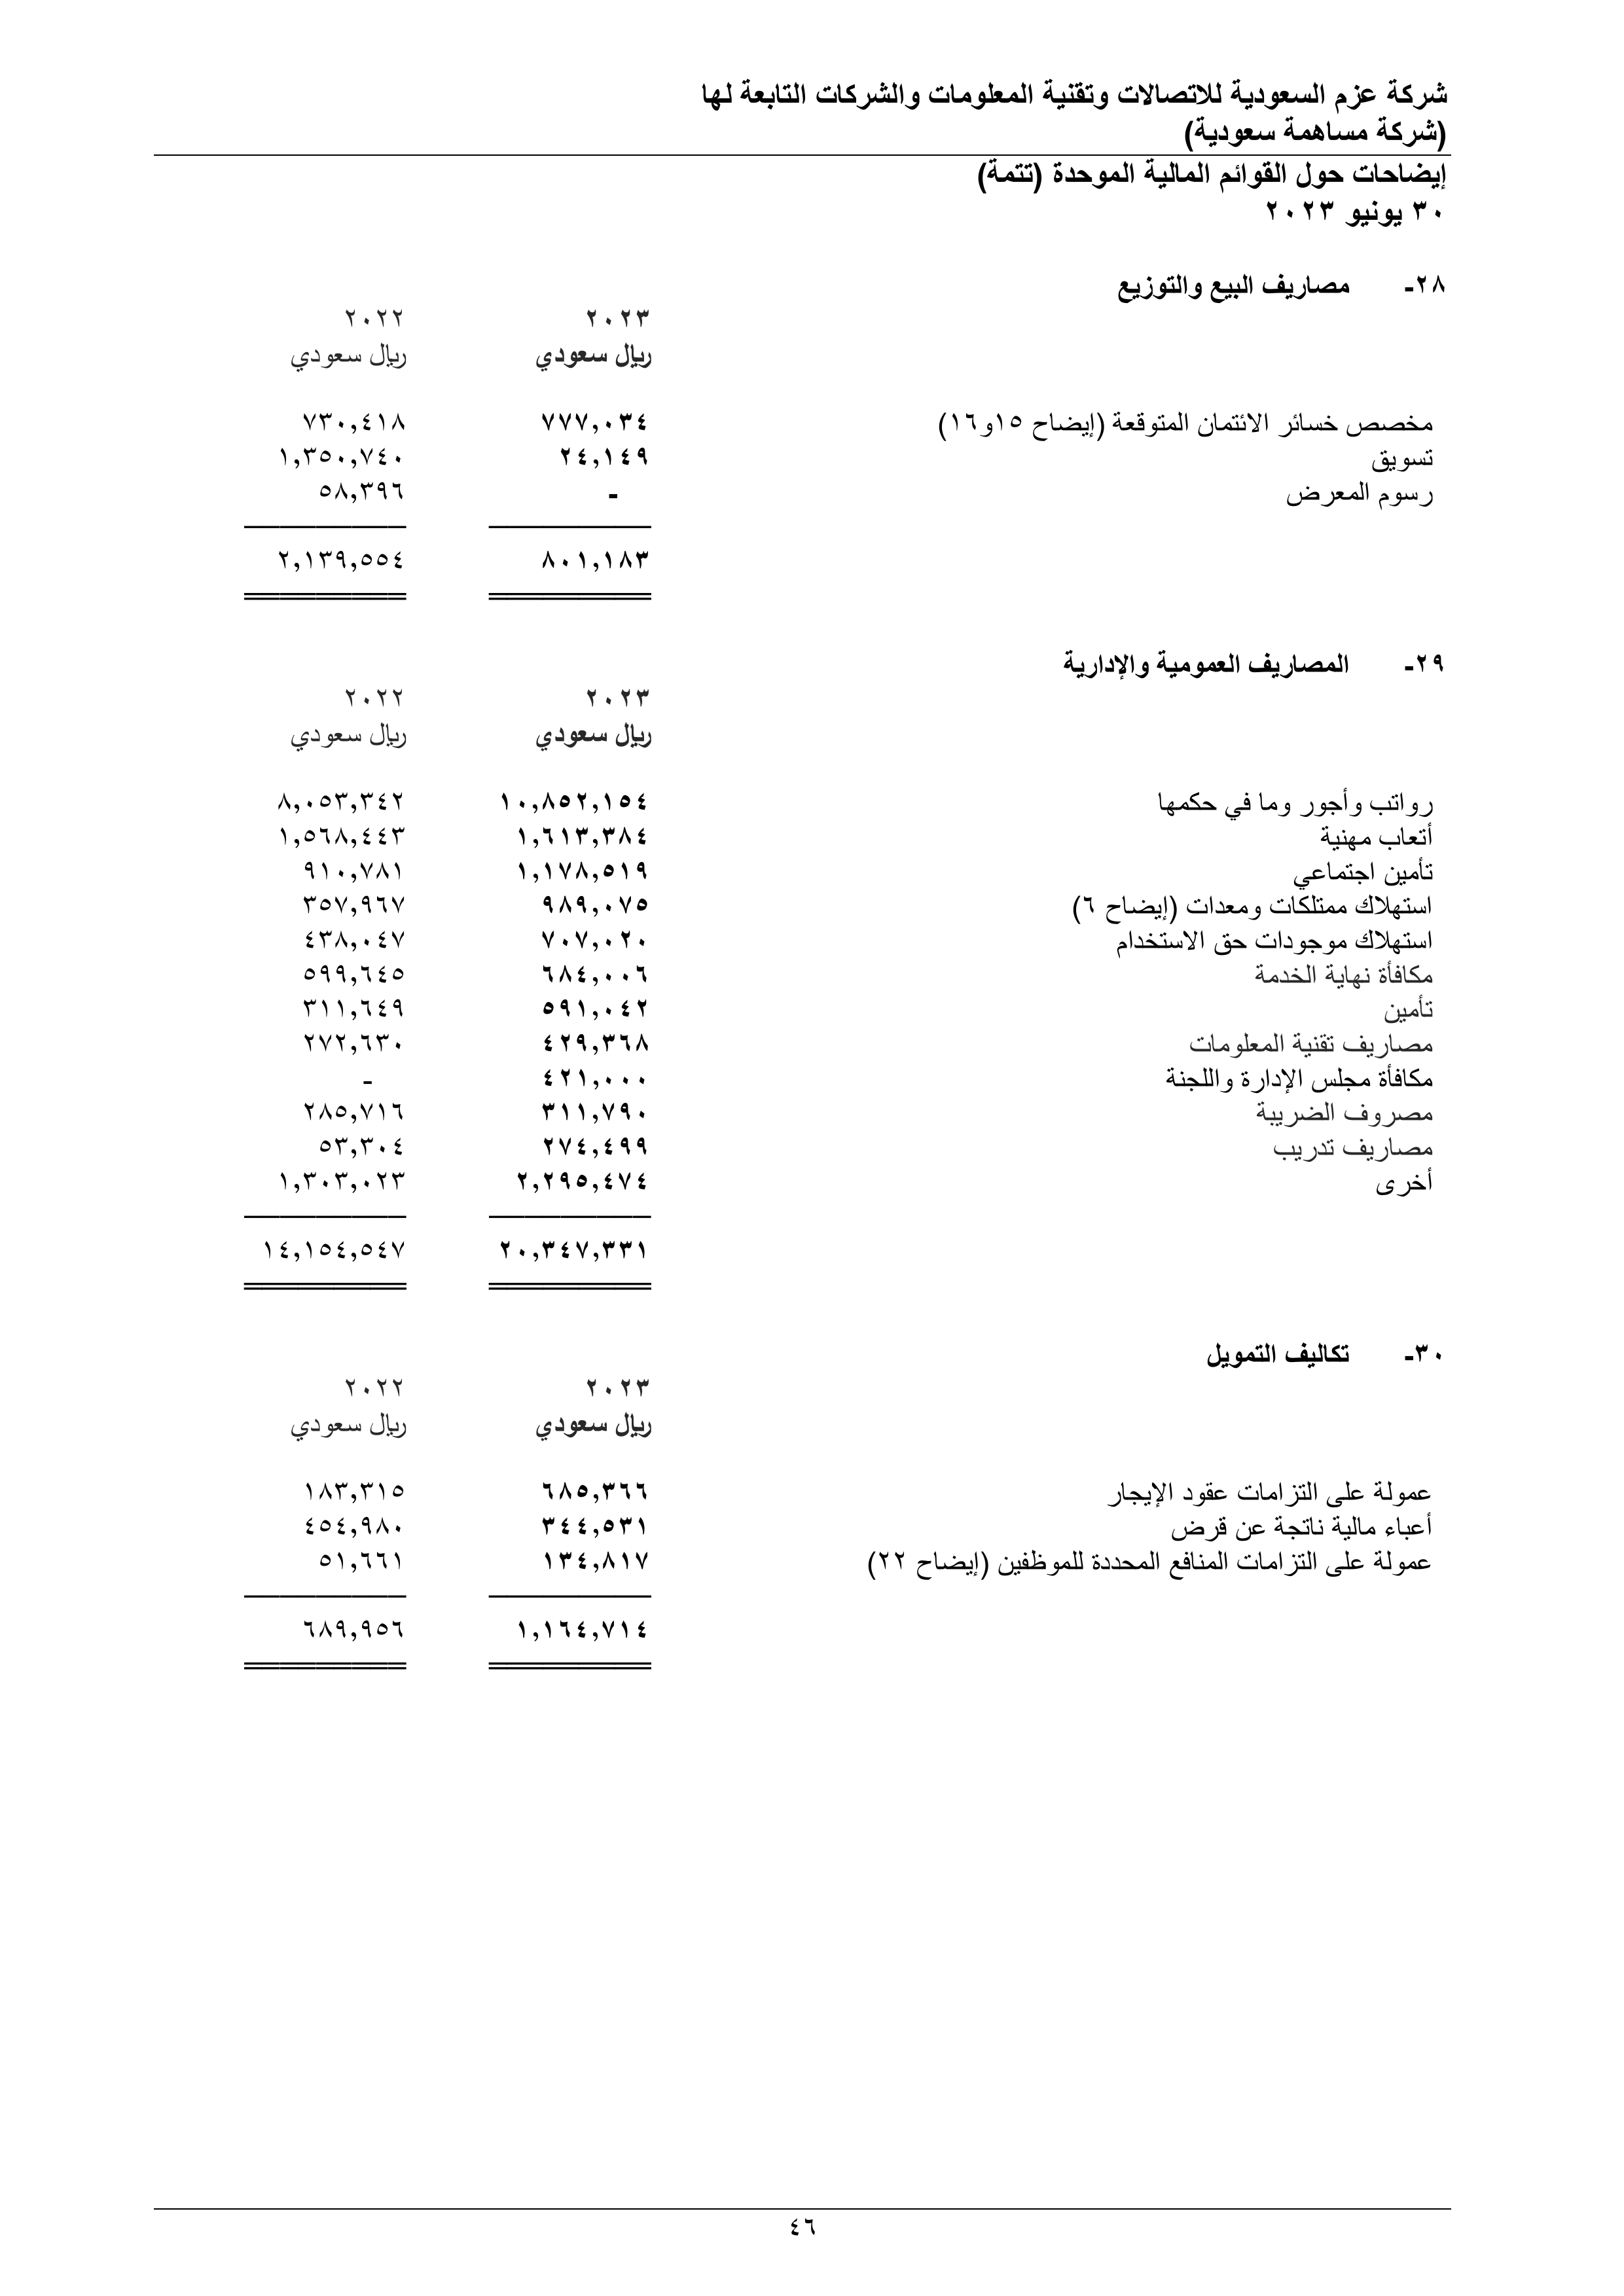 شركة عزم السعودية للاتصالات وتقنية المعلومات والشركات التابعة لها
(شركة مساهمة سعودية)
إيضاحات حول القوائم المالية الموحدة (تتمة)
٣٠ يونيو ٢٠٢٣
٢٨- مصاريف البيع والتوزيع
٢٠٢٣ ٢٠٢٢
ريال سعودي ريال سعودي
مخصص خسائر الائتمان المتوقعة (إيضاح ١٥و١٦) ٧٧٧,٠٣٤ ٧٣٠,٤١٨
تسويق ٢٤,١٤٩ ١,٣٥٠,٧٤٠
رسوم المعرض - ٥٨,٣٩٦
٨٠١,١٨٣ ٢,١٣٩,٥٥٤
٢٩- المصاريف العمومية والإدارية
٢٠٢٣ ٢٠٢٢
ريال سعودي ريال سعودي
رواتب وأجور وما في حكمها ١٠,٨٥٢,١٥٤ ٨,٠٥٣,٣٤٢
أتعاب مهنية ١,٦١٣,٣٨٤ ١,٥٦٨,٤٤٣
تأمين اجتماعي ١,١٧٨,٥١٩ ٩١٠,٧٨١
استهلاك ممتلكات ومعدات (إيضاح ٦) ٩٨٩,٠٧٥ ٣٥٧,٩٦٧
استهلاك موجودات حق الاستخدام ٧٠٧,٠٢٠ ٤٣٨,٠٤٧
مكافأة نهاية الخدمة ٦٨٤,٠٠٦ ٥٩٩,٦٤٥
تأمين ٥٩١,٠٤٢ ٣١١,٦٤٩
مصاريف تقنية المعلومات ٤٢٩,٣٦٨ ٢٧٢,٦٣٠
مكافأة مجلس الإدارة واللجنة ٤٢١,٠٠٠ -
مصروف الضريبة ٣١١,٧٩٠ ٢٨٥,٧١٦
مصاريف تدريب ٢٧٤,٤٩٩ ٥٣,٣٠٤
أخرى ٢,٢٩٥,٤٧٤ ١,٣٠٣,٠٢٣
٢٠,٣٤٧,٣٣١ ١٤,١٥٤,٥٤٧
٣٠- تكاليف التمويل
٢٠٢٣ ٢٠٢٢
ريال سعودي ريال سعودي
عمولة على التزامات عقود الإيجار ٦٨٥,٣٦٦ ١٨٣,٣١٥
أعباء مالية ناتجة عن قرض ٣٤٤,٥٣١ ٤٥٤,٩٨٠
عمولة على التزامات المنافع المحددة للموظفين (إيضاح ٢٢) ١٣٤,٨١٧ ٥١,٦٦١
١,١٦٤,٧١٤ ٦٨٩,٩٥٦
٤٦